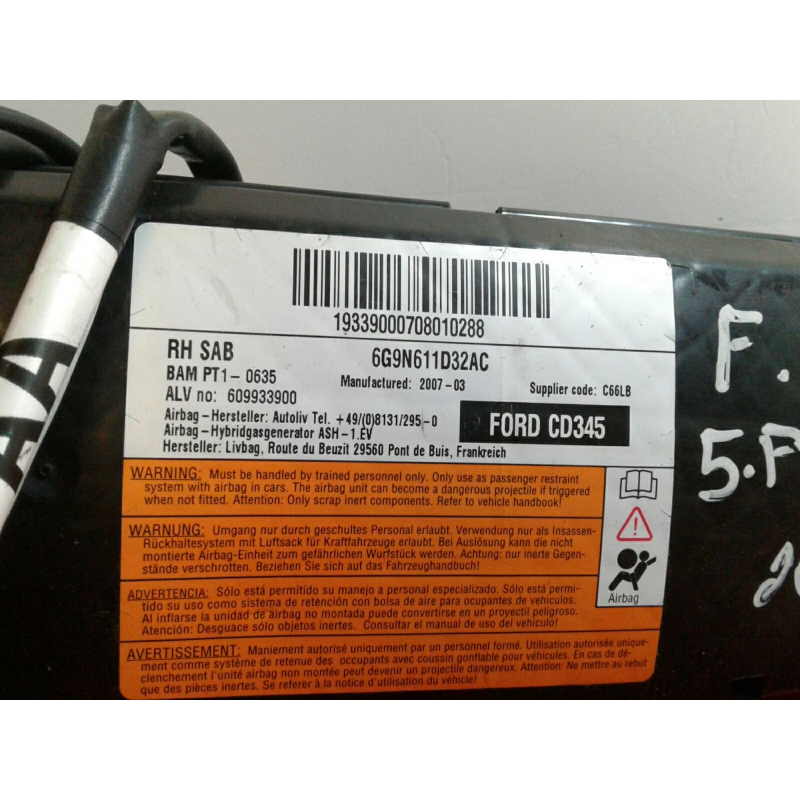 19339000708010288
RH SAB
6G9N611D32AC
BAM PT1 - 0635
Manufactured: 2007-03
ALV no: 609933900
Supplier code: C66LB
Airbag-Hersteller: Autoliv Tel. +49/(0)8131/295-0
Airbag-Hybridgasgenerator ASH-1.EV
FORD CD345
Hersteller: Livbag, Route du Beuzit 29560 Pont de Buis, Frankreich
WARNING: Must be handled by trained personnel only. Only use as passenger restraint
system with airbag in cars. The airbag unit can become a dangerous projectile if triggered
when not fitted. Attention: Only scrap inert components. Refer to vehicle handbook!
WARNUNG: Umgang nur durch geschultes Personal erlaubt. Verwendung nur als Insassen-
Rückhaltesystem mit Luftsack für Kraftfahrzeuge erlaubt. Bei Auslösung kann die nicht
montierte Airbag-Einheit zum gefährlichen Wurfstück werden. Achtung: nur inerte Gegen-
stände verschrotten. Beziehen Sie sich auf das Fahrzeughandbuch!
ADVERTENCIA: Sólo está permitido su manejo a personal especializado. Sólo está permi-
tido su uso como sistema de retención con bolsa de aire para ocupantes de vehículos.
Al inflarse la unidad de airbag no montada puede convertirse en un proyectil peligroso.
Atención: Desguace sólo objetos inertes. Consultar el manual de uso del vehículo!
AVERTISSEMENT: Maniement autorisé uniquement par un personnel formé. Utilisation autorisée unique-
ment comme système de retenue des occupants avec coussin gonflable pour véhicules. En cas de dé-
clenchement l'unité airbag non montée peut devenir un projectile dangereux. Attention: Ne mettre au rebut
que des pièces inertes. Se referer à la notice d'utilisation du véhicule!
Airbag
F.
5.F